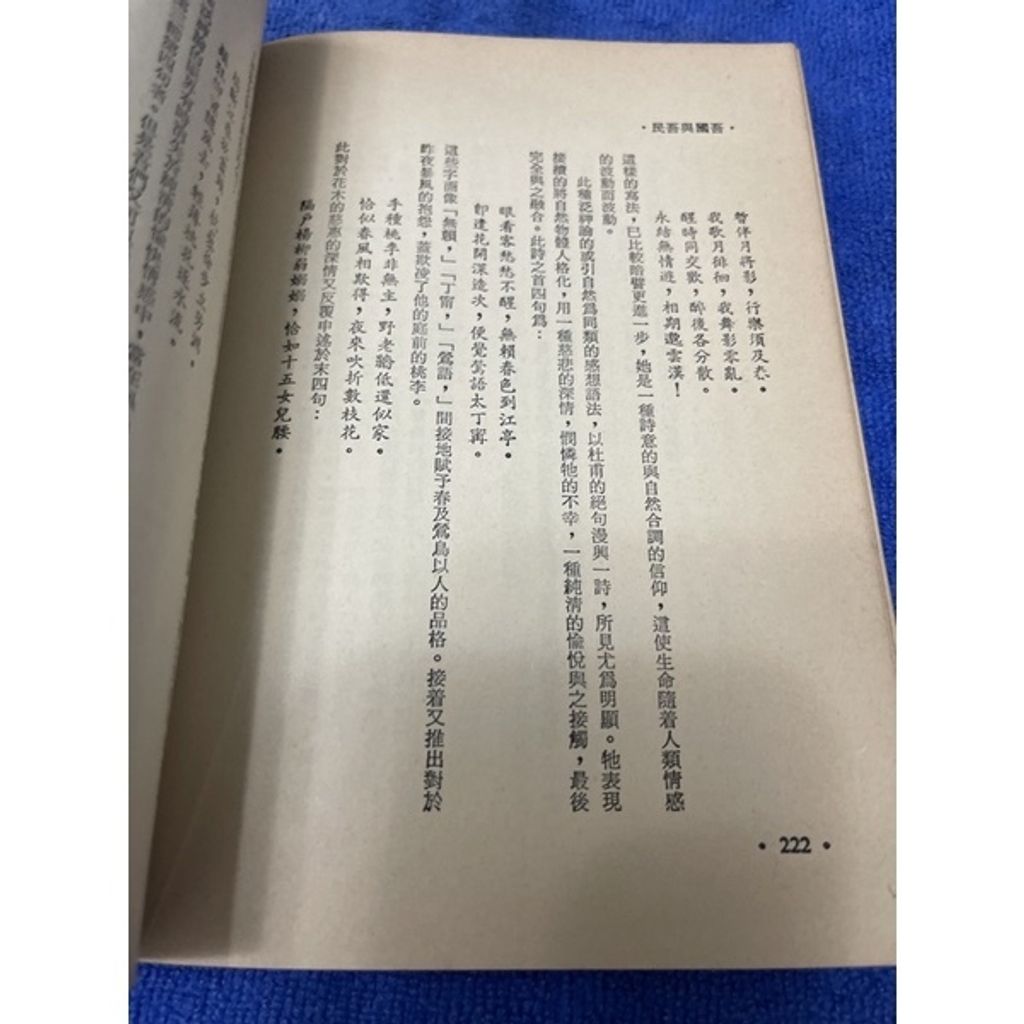 •吾國與吾民•
暫伴月將影，行樂須及春。
我歌月徘徊，我舞影零亂。
醒時同交歡，醉後各分散。
永結無情遊，相期邈雲漢！
這樣的寫法，已比較暗譬更進一步，她是一種詩意的與自然合調的信仰，這使生命隨着人類情感
的波動而波動。
此種泛神論的或引自然爲同類的感想語法，以杜甫的絕句漫興一詩，所見尤爲明顯。牠表現
接續的將自然物體人格化，用一種慈悲的深情，憫憐牠的不幸，一種純清的愉悅與之接觸，最後
完全與之融合。此詩之首四句爲：
眼看客愁愁不醒，無賴春色到江亭。
卽遣花開深造次，便覺鶯語太丁寧。
這些字面像「無賴，」「丁甯，」「鶯語，」間接地賦予春及鶯鳥以人的品格。接着又推出對於
昨夜暴風的抱怨，蓋欺凌了他的庭前的桃李。
手種桃李非無主，野老牆低還似家。
恰似春風相欺得，夜來吹折數枝花。
此對於花木的慈惠的深情又反覆申述於末四句：
隔戶楊柳弱嫋嫋，恰如十五女兒腰。
•222•